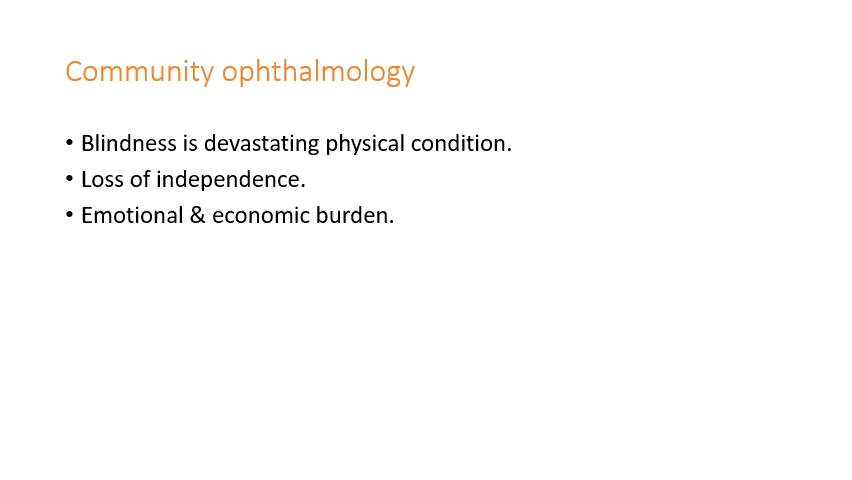 Community ophthalmology
• Blindness is devastating physical condition.
• Loss of independence.
• Emotional & economic burden.